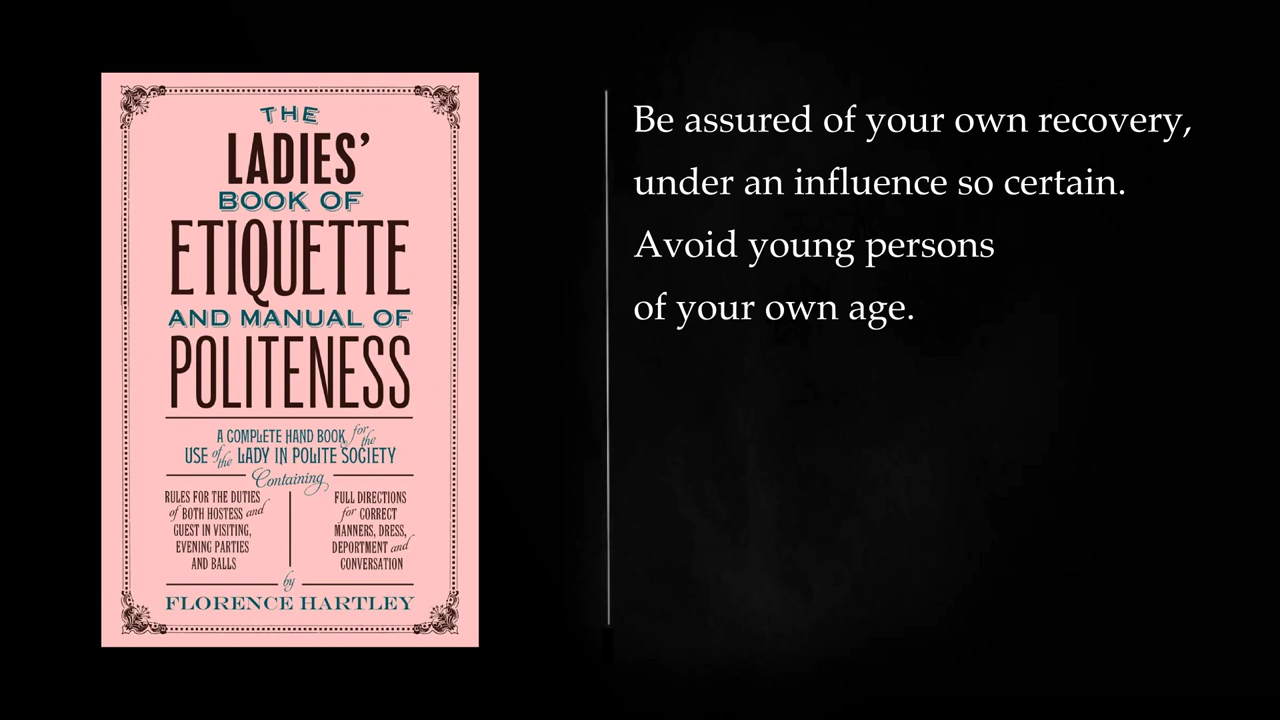 THE
LADIES'
BOOK OF
ETIQUETTE
AND MANUAL OF
POLITENESS
A COMPLETE HAND BOOK for the
USE of the LADY IN POLITE SOCIETY
Containing
RULES FOR THE DUTIES
of BOTH HOSTESS and
GUEST IN VISITING,
EVENING PARTIES
AND BALLS
FULL DIRECTIONS
for CORRECT
MANNERS, DRESS,
DEPORTMENT and
CONVERSATION
by
FLORENCE HARTLEY
Be assured of your own recovery,
under an influence so certain.
Avoid young persons
of your own age.